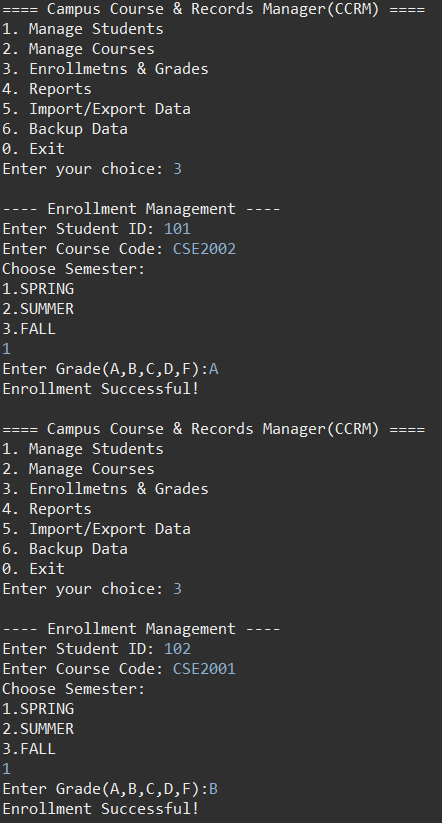 ==== Campus Course & Records Manager(CCRM) ====
1. Manage Students
2. Manage Courses
3. Enrollmetns & Grades
4. Reports
5. Import/Export Data
6. Backup Data
0. Exit
Enter your choice: 3
---- Enrollment Management ----
Enter Student ID: 101
Enter Course Code: CSE2002
Choose Semester:
1.SPRING
2.SUMMER
3.FALL
1
Enter Grade(A,B,C,D,F):A
Enrollment Successful!
==== Campus Course & Records Manager(CCRM) ====
1. Manage Students
2. Manage Courses
3. Enrollmetns & Grades
4. Reports
5. Import/Export Data
6. Backup Data
0. Exit
Enter your choice: 3
---- Enrollment Management ----
Enter Student ID: 102
Enter Course Code: CSE2001
Choose Semester:
1.SPRING
2.SUMMER
3.FALL
1
Enter Grade(A,B,C,D,F):B
Enrollment Successful!